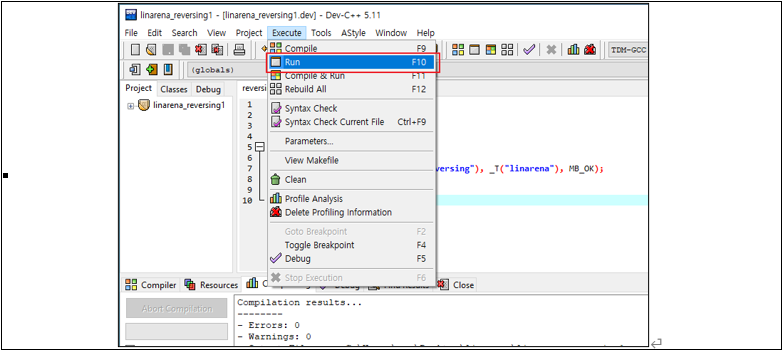 linarena_reversing1 - [linarena_reversing1.dev] - Dev-C++ 5.11
File Edit Search View Project Execute Tools AStyle Window Help
TDM-GCC
(globals)
Compile F9
Run F10
Compile & Run F11
Rebuild All F12
Syntax Check
Syntax Check Current File Ctrl+F9
Parameters...
View Makefile
Clean
Profile Analysis
Delete Profiling Information
Goto Breakpoint F2
Toggle Breakpoint F4
Debug F5
Stop Execution F6
Project Classes Debug
linarena_reversing1
reversi
1
2
3
4
5
6
7 versing"), _T("linarena"), MB_OK);
8
9
10
Compiler Resources Close
Abort Compilation
Compilation results...
--------
- Errors: 0
- Warnings: 0